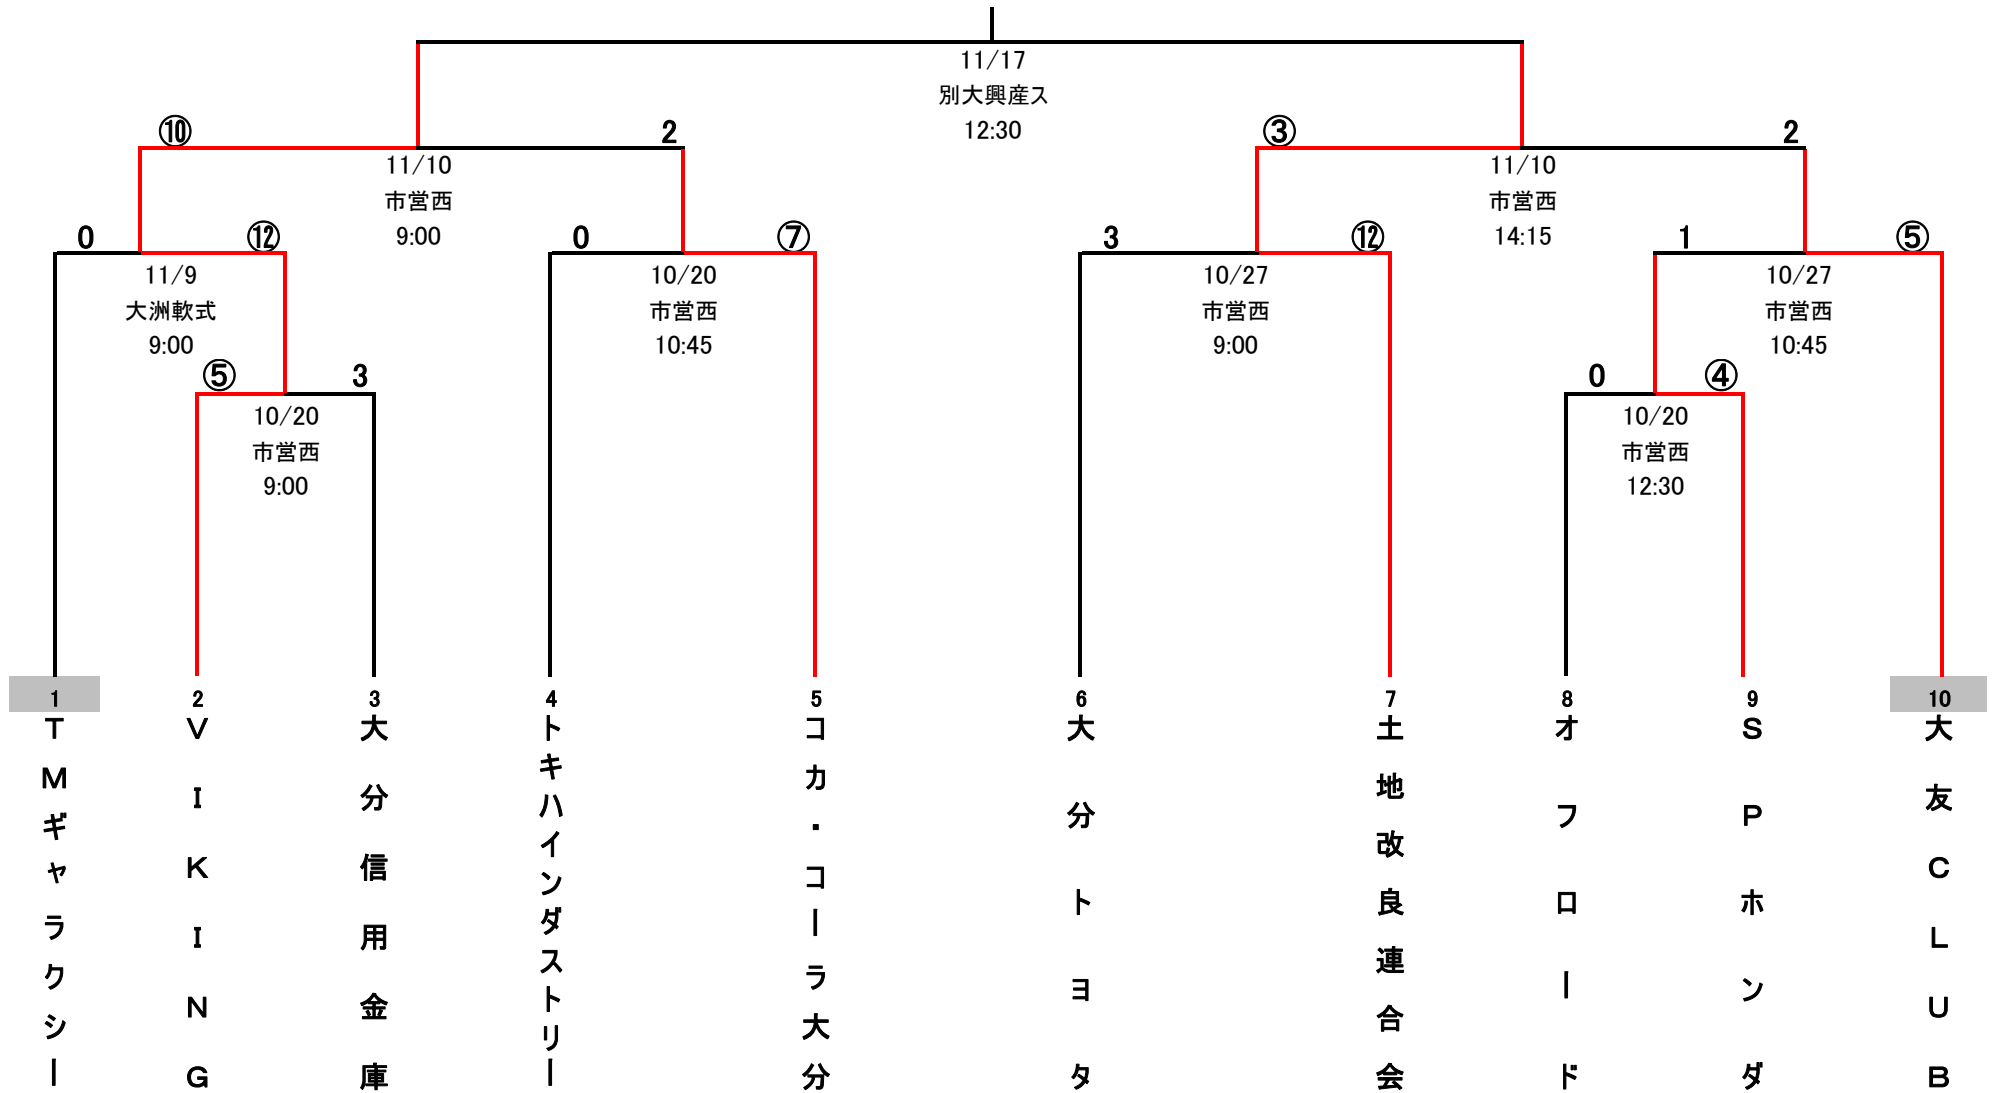 11/17
別大興産ス
12:30
⑩
2
③
2
11/10
市営西
9:00
11/10
市営西
14:15
0
⑫
0
⑦
3
⑫
1
⑤
11/9
大洲軟式
9:00
10/20
市営西
10:45
10/27
市営西
9:00
10/27
市営西
10:45
⑤
3
0
④
10/20
市営西
9:00
10/20
市営西
12:30
1
TMギャラクシー
2
VIKING
3
大分信用金庫
4
トキハインダストリー
5
コカ・コーラ大分
6
大分トヨタ
7
土地改良連合会
8
オフロード
9
SPホンダ
10
大友CLUB